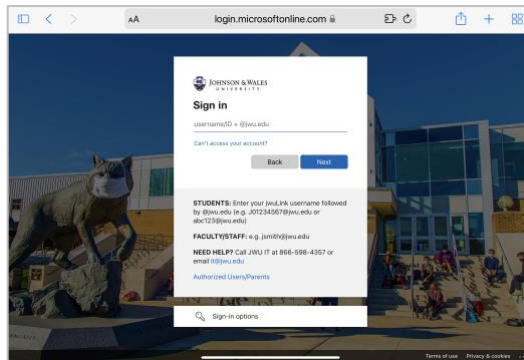 AA
login.microsoftonline.com
JOHNSON & WALES
UNIVERSITY
Sign in
username/ID + @jwu.edu
Can't access your account?
Back Next
STUDENTS: Enter your jwuLink username followed
by @jwu.edu (e.g. J01234567@jwu.edu or
abc123@jwu.edu)
FACULTY/STAFF: e.g. jsmith@jwu.edu
NEED HELP? Call JWU IT at 866-598-4357 or
email it@jwu.edu
Authorized Users/Parents
Sign-in options
Terms of use Privacy & cookies